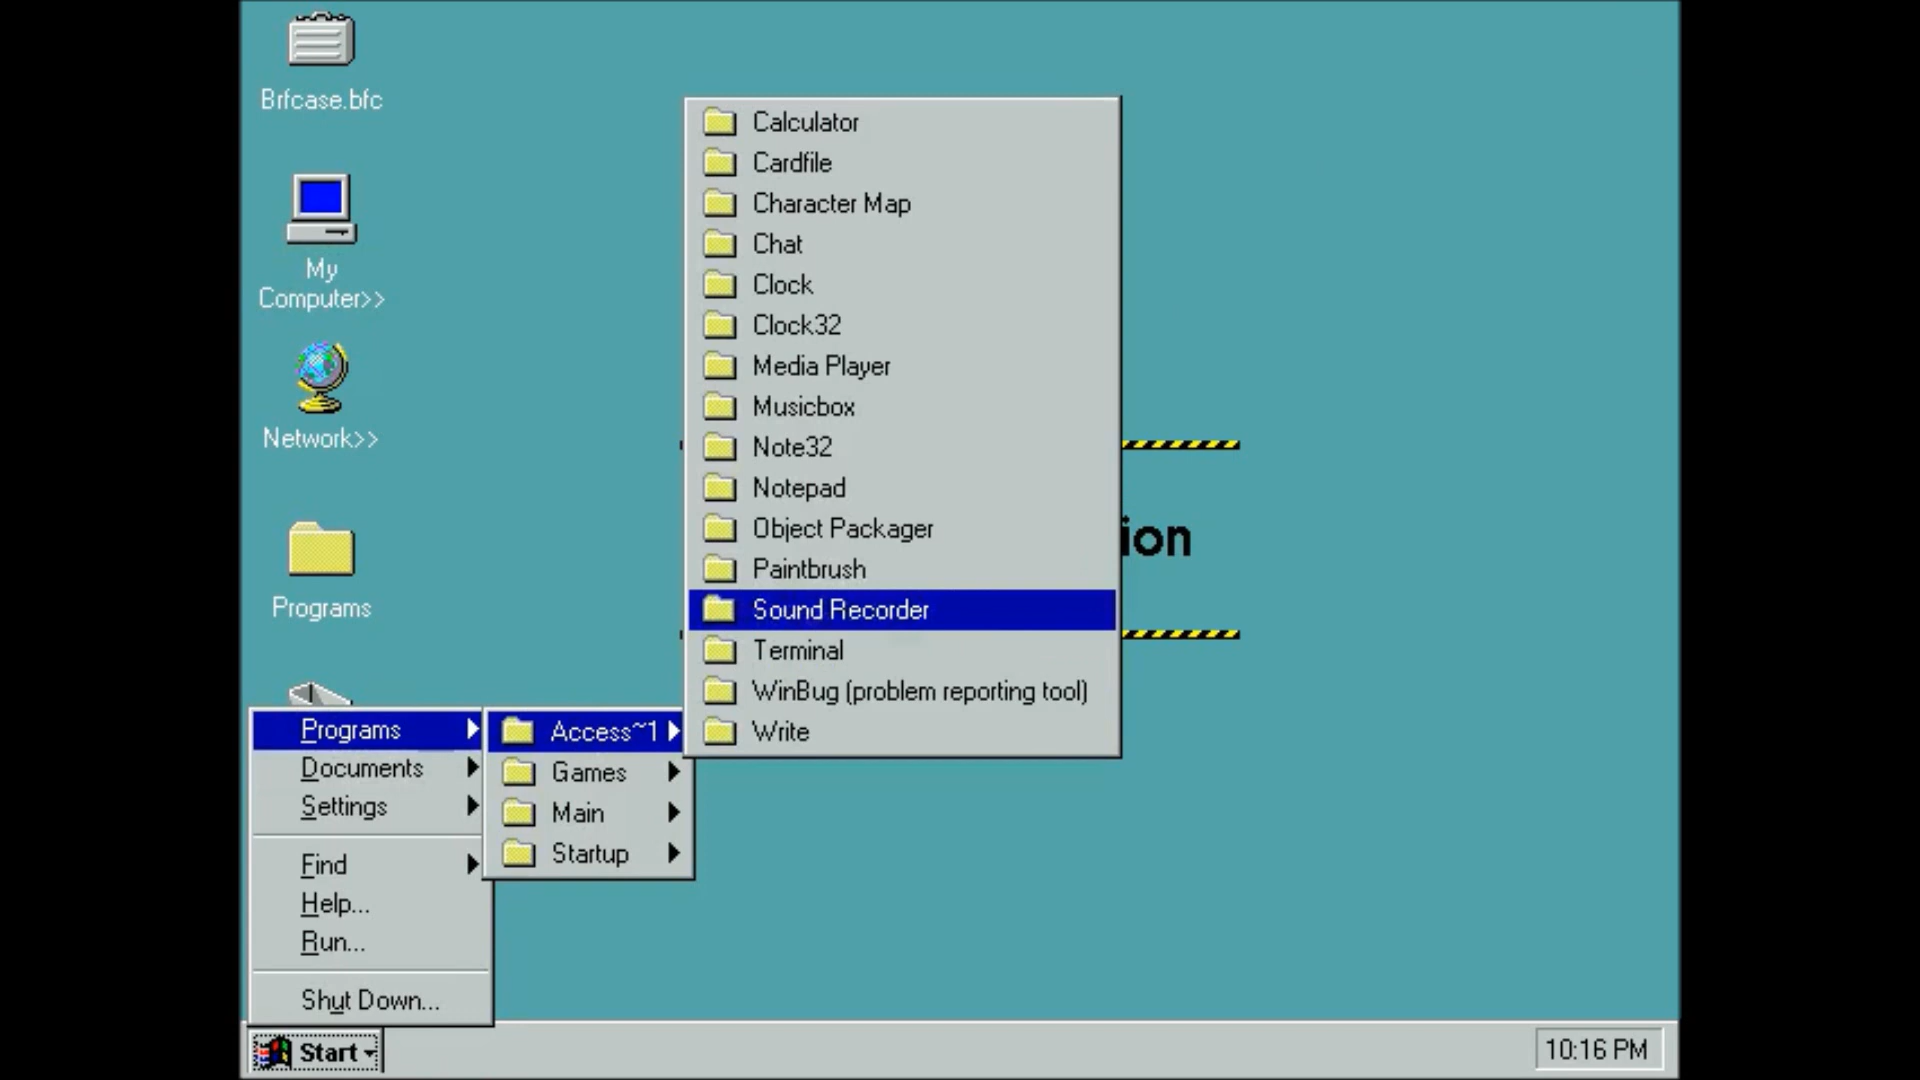 Brfcase.bfc
My
Computer>>
Network>>
Programs
Calculator
Cardfile
Character Map
Chat
Clock
Clock32
Media Player
Musicbox
Note32
Notepad
Object Packager
Paintbrush
Sound Recorder
Terminal
WinBug (problem reporting tool)
Write
ion
Programs
Documents
Settings
Find
Help...
Run...
Shut Down...
Access~1
Games
Main
Startup
Start
10:16 PM